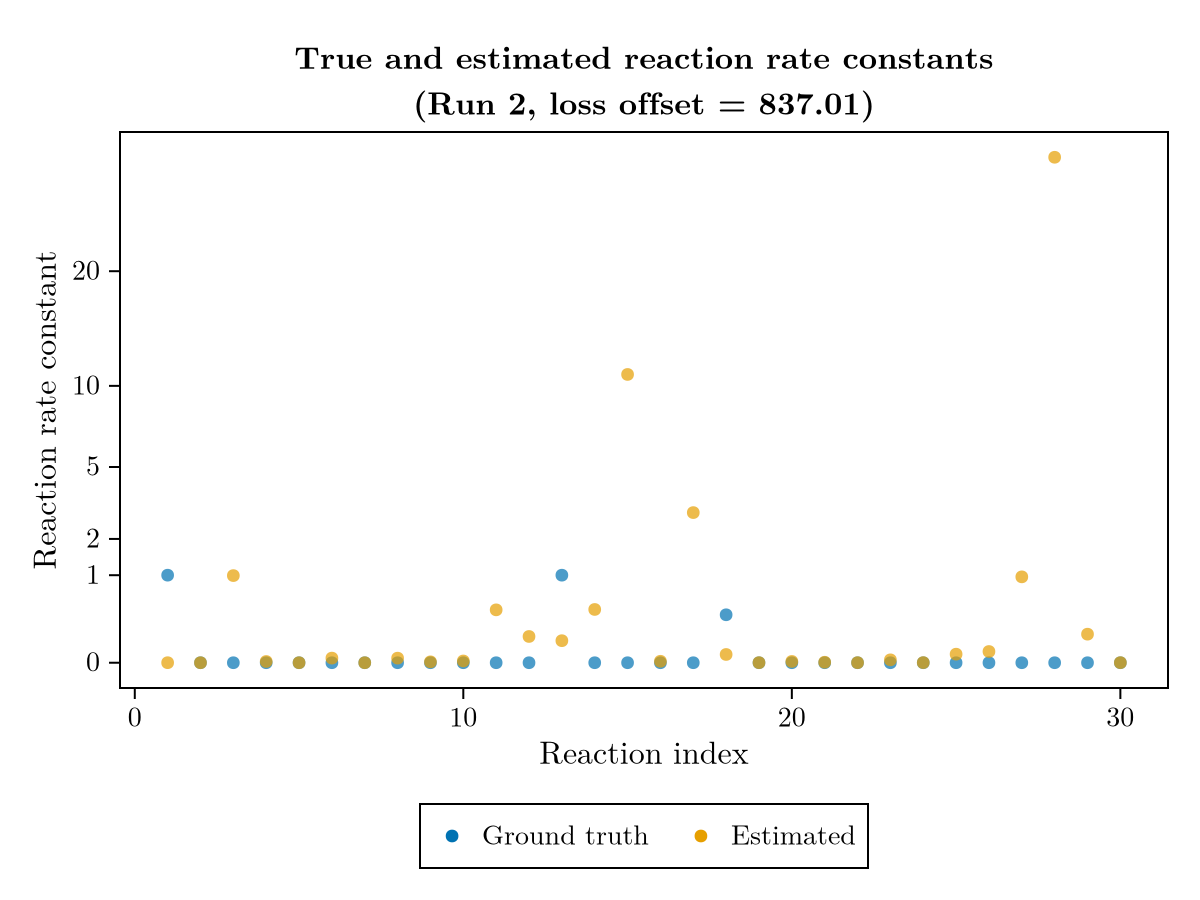 True and estimated reaction rate constants
(Run 2, loss offset = 837.01)
Reaction rate constant
20
10
5
2
1
0
0 10 20 30
Reaction index
Ground truth Estimated